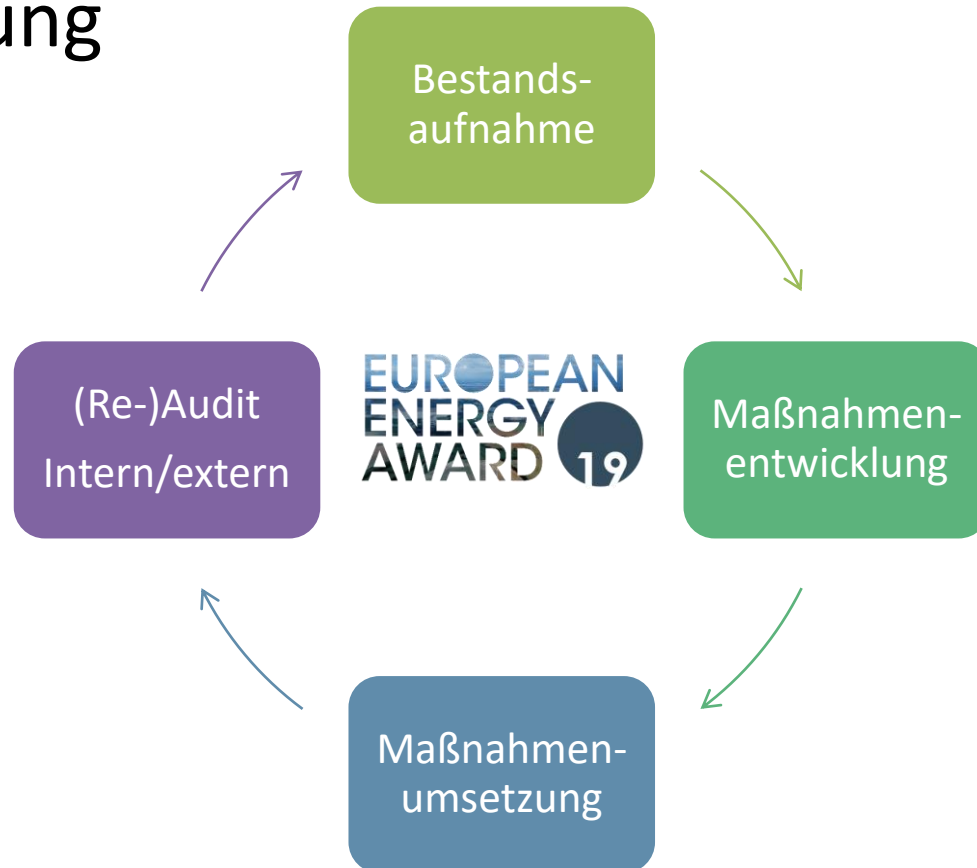 ung
Bestands-
aufnahme
(Re-)Audit
Intern/extern
EUROPEAN
ENERGY
AWARD 19
Maßnahmen-
entwicklung
Maßnahmen-
umsetzung